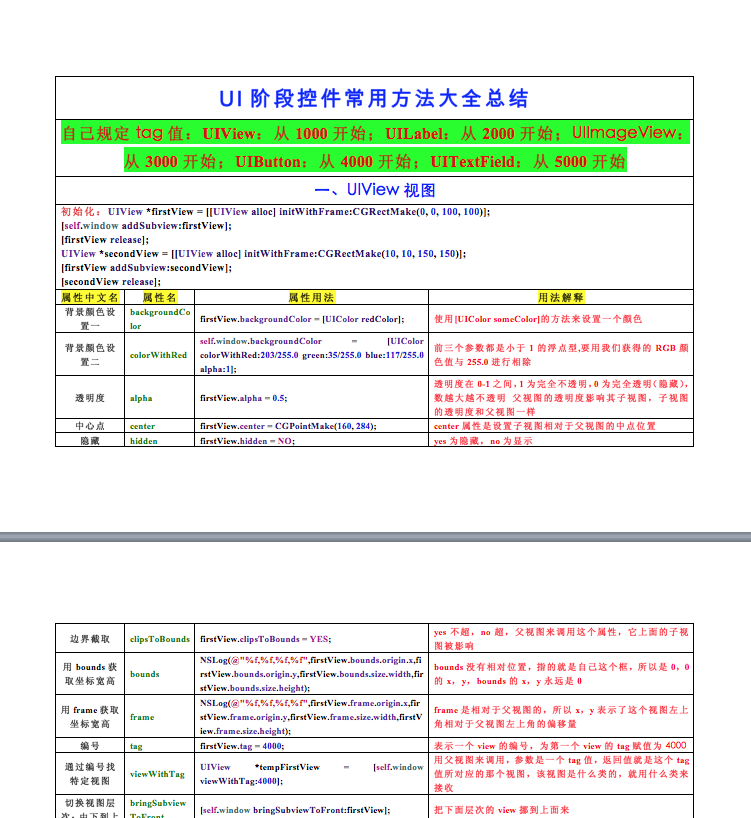 UI 阶段控件常用方法大全总结
自己规定 tag 值：UIView：从 1000 开始；UILabel：从 2000 开始；UIImageView：
从 3000 开始；UIButton：从 4000 开始；UITextField：从 5000 开始
一、UIView 视图
初始化：UIView *firstView = [[UIView alloc] initWithFrame:CGRectMake(0, 0, 100, 100)];
[self.window addSubview:firstView];
[firstView release];
UIView *secondView = [[UIView alloc] initWithFrame:CGRectMake(10, 10, 150, 150)];
[firstView addSubview:secondView];
[secondView release];
属性中文名 属性名 属性用法 用法解释
背景颜色设
置一
backgroundCo
lor
firstView.backgroundColor = [UIColor redColor];
使用[UIColor someColor]的方法来设置一个颜色
背景颜色设
置二
colorWithRed
self.window.backgroundColor = [UIColor
colorWithRed:203/255.0 green:35/255.0 blue:117/255.0
alpha:1];
前三个参数都是小于 1 的浮点型,要用我们获得的 RGB 颜
色值与 255.0 进行相除
透明度
alpha
firstView.alpha = 0.5;
透明度在 0-1 之间，1 为完全不透明，0 为完全透明（隐藏），
数越大越不透明 父视图的透明度影响其子视图，子视图
的透明度和父视图一样
中心点
center
firstView.center = CGPointMake(160, 284);
center 属性是设置子视图相对于父视图的中点位置
隐藏
hidden
firstView.hidden = NO;
yes 为隐藏，no 为显示
边界截取
clipsToBounds
firstView.clipsToBounds = YES;
yes 不超，no 超，父视图来调用这个属性，它上面的子视
图被影响
用 bounds 获
取坐标宽高
bounds
NSLog(@"%f,%f,%f,%f",firstView.bounds.origin.x,fi
rstView.bounds.origin.y,firstView.bounds.size.width,fir
stView.bounds.size.height);
bounds 没有相对位置，指的就是自己这个框，所以是 0，0
的 x，y，bounds 的 x，y 永远是 0
用 frame 获取
坐标宽高
frame
NSLog(@"%f,%f,%f,%f",firstView.frame.origin.x,fir
stView.frame.origin.y,firstView.frame.size.width,firstV
iew.frame.size.height);
frame 是相对于父视图的，所以 x，y 表示了这个视图左上
角相对于父视图左上角的偏移量
编号
tag
firstView.tag = 4000;
表示一个 view 的编号，为第一个 view 的 tag 赋值为 4000
通过编号找
特定视图
viewWithTag
UIView *tempFirstView = [self.window
viewWithTag:4000];
用父视图来调用，参数是一个 tag 值，返回值就是这个 tag
值所对应的那个视图，该视图是什么类的，就用什么类来
接收
切换视图层
次：由下到上
bringSubview
ToFront
[self.window bringSubviewToFront:firstView];
把下面层次的 view 挪到上面来